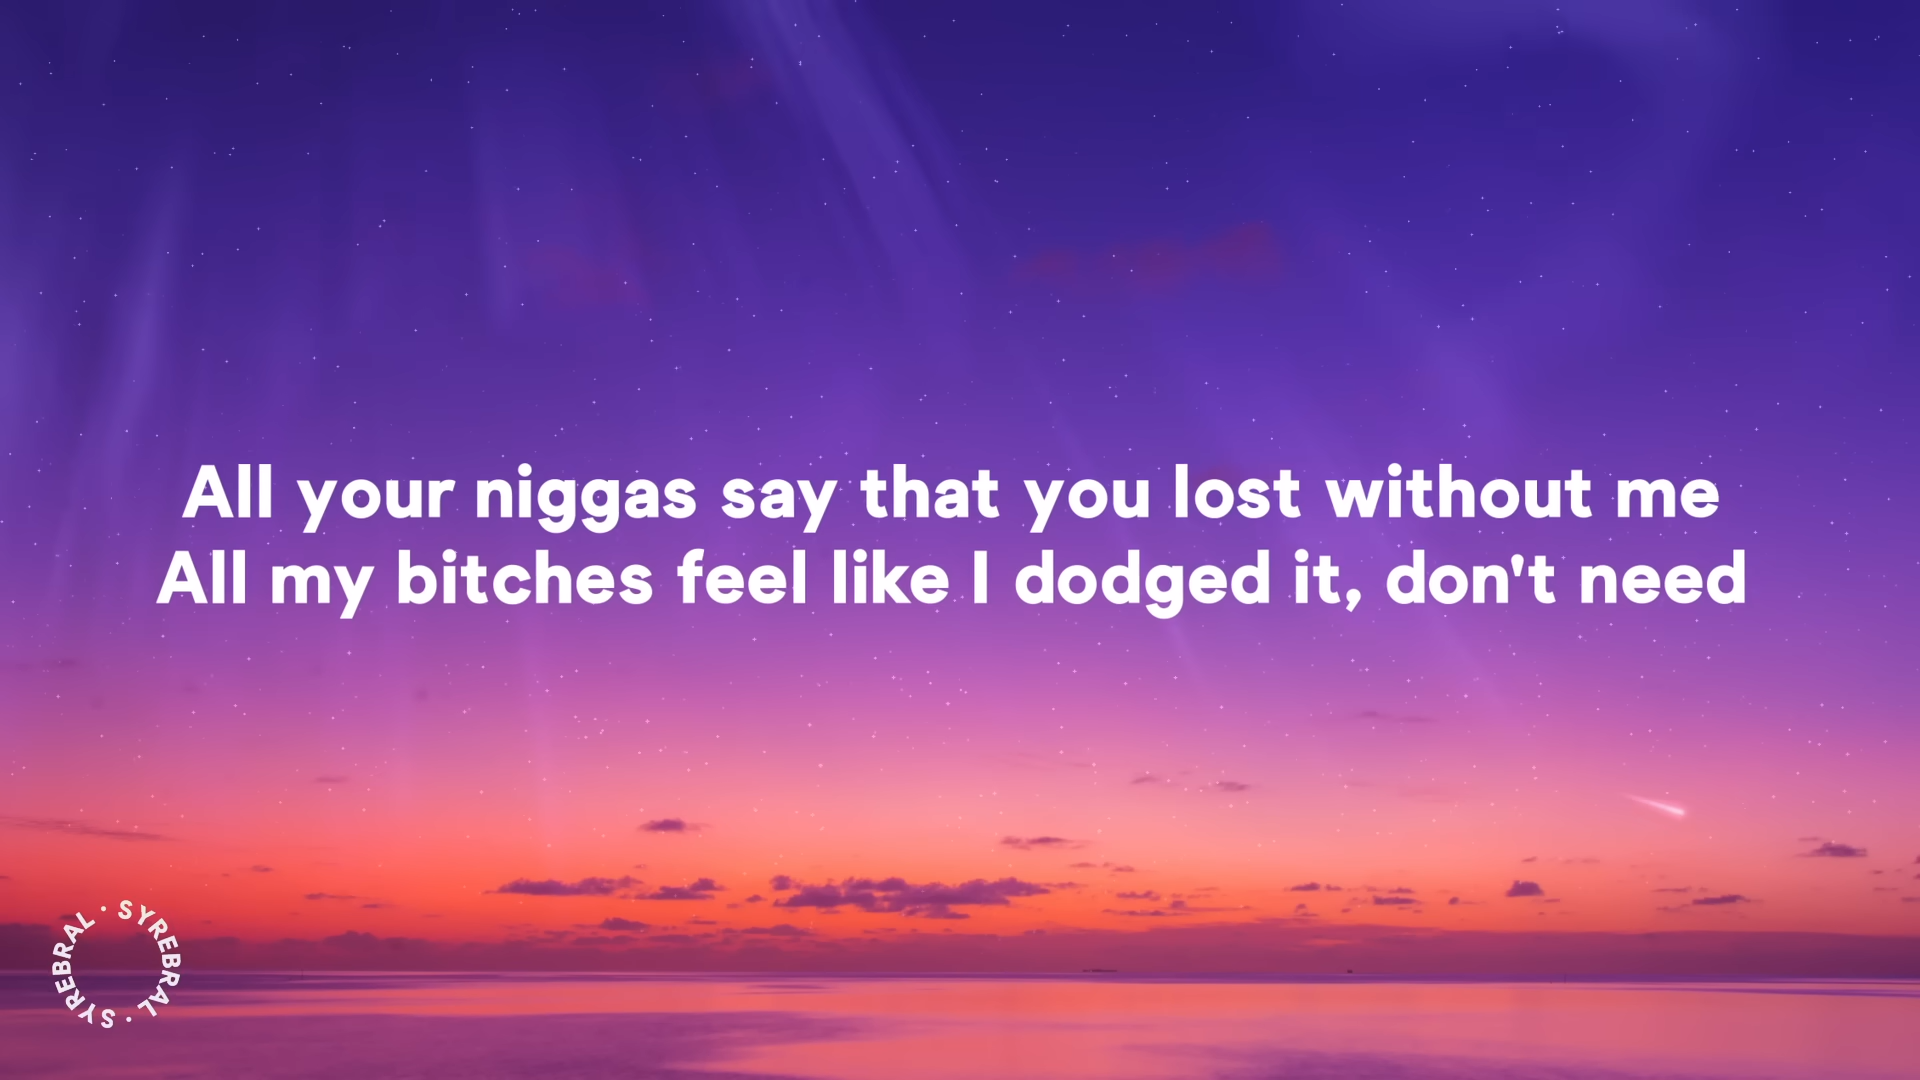 All your niggas say that you lost without me
All my bitches feel like I dodged it, don't need
SYREBRAL · SYREBRAL ·